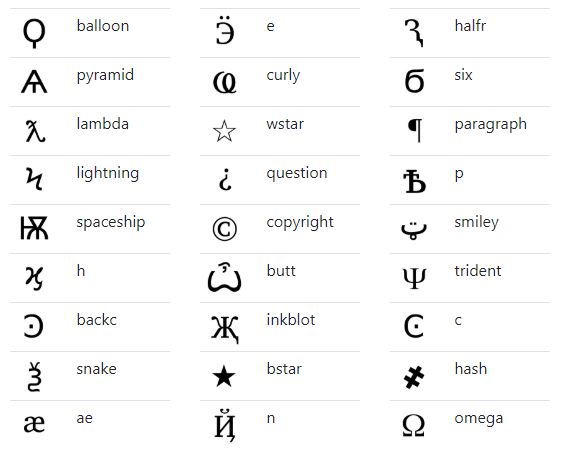 Ϙ balloon Ӭ e Ԇ halfr
Ѧ pyramid Ҩ curly б six
ƛ lambda ☆ wstar ¶ paragraph
Ϟ lightning ¿ question Ѣ p
Ѭ spaceship © copyright ټ smiley
ϗ h Ѽ butt Ψ trident
Ͽ backc Җ inkblot Ͼ c
Ѯ snake ★ bstar ҂ hash
æ ae Ҋ n Ω omega